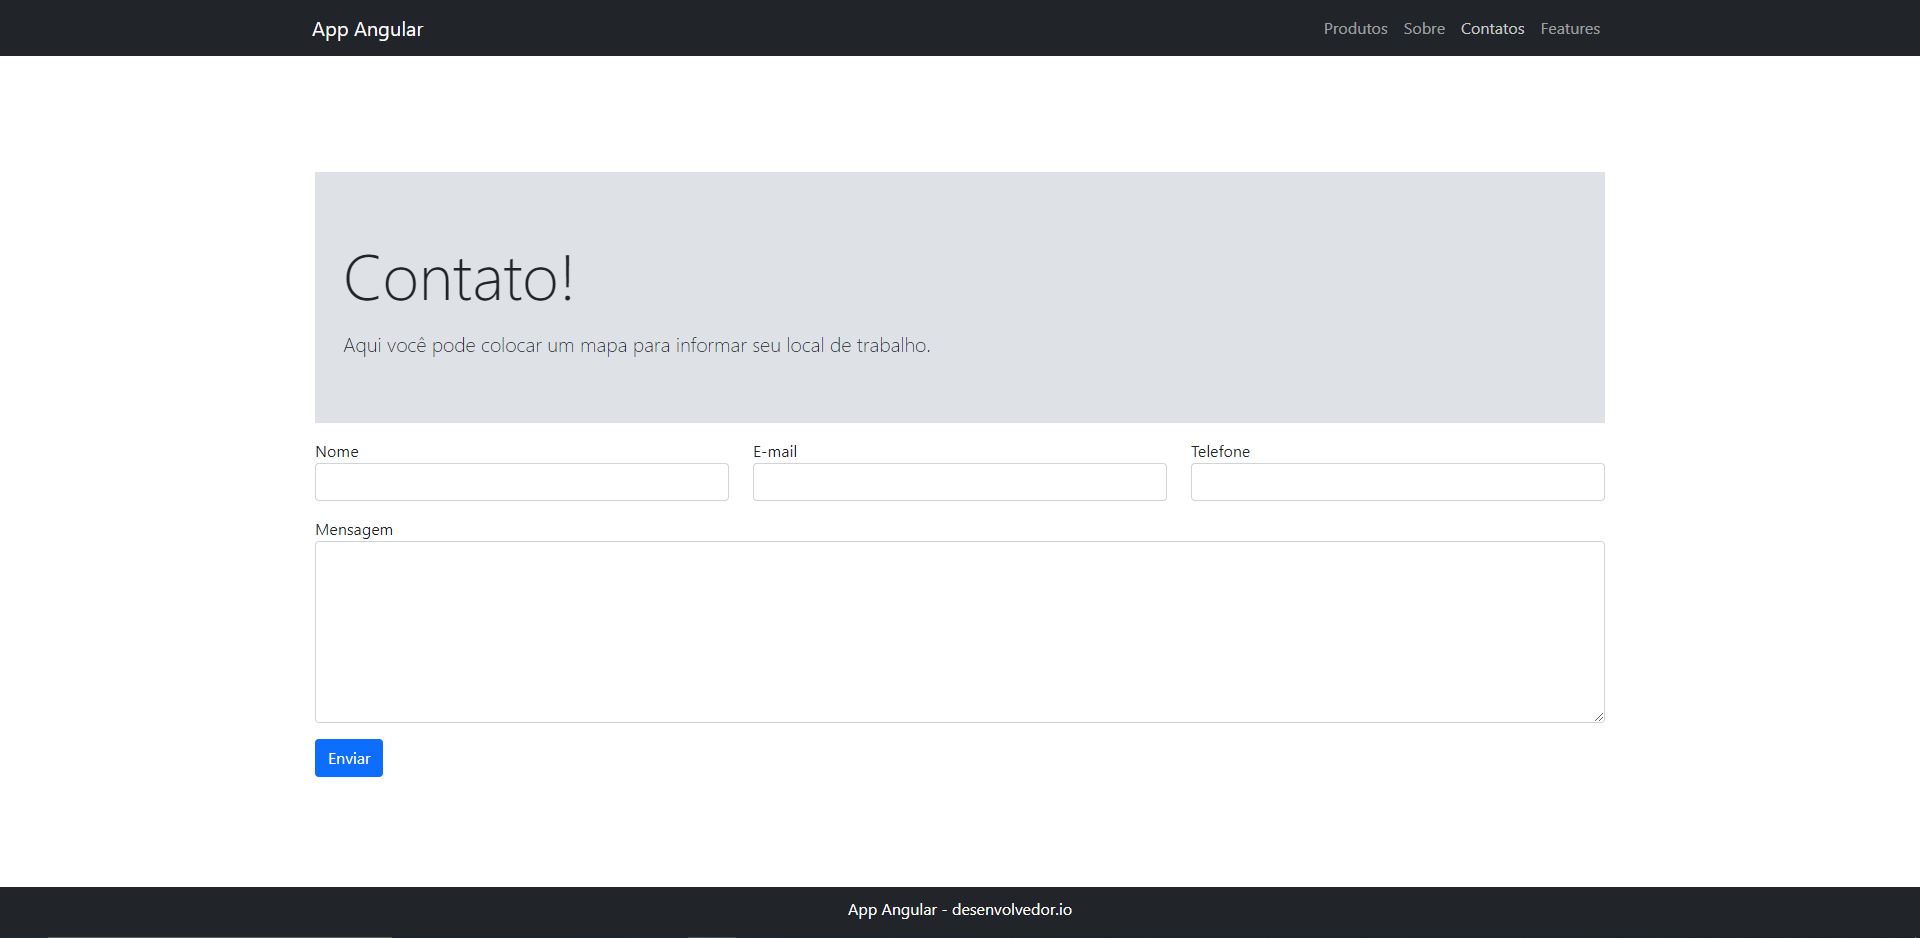 App Angular
Produtos Sobre Contatos Features
Contato!
Aqui você pode colocar um mapa para informar seu local de trabalho.
Nome E-mail Telefone
Mensagem
Enviar
App Angular - desenvolvedor.io